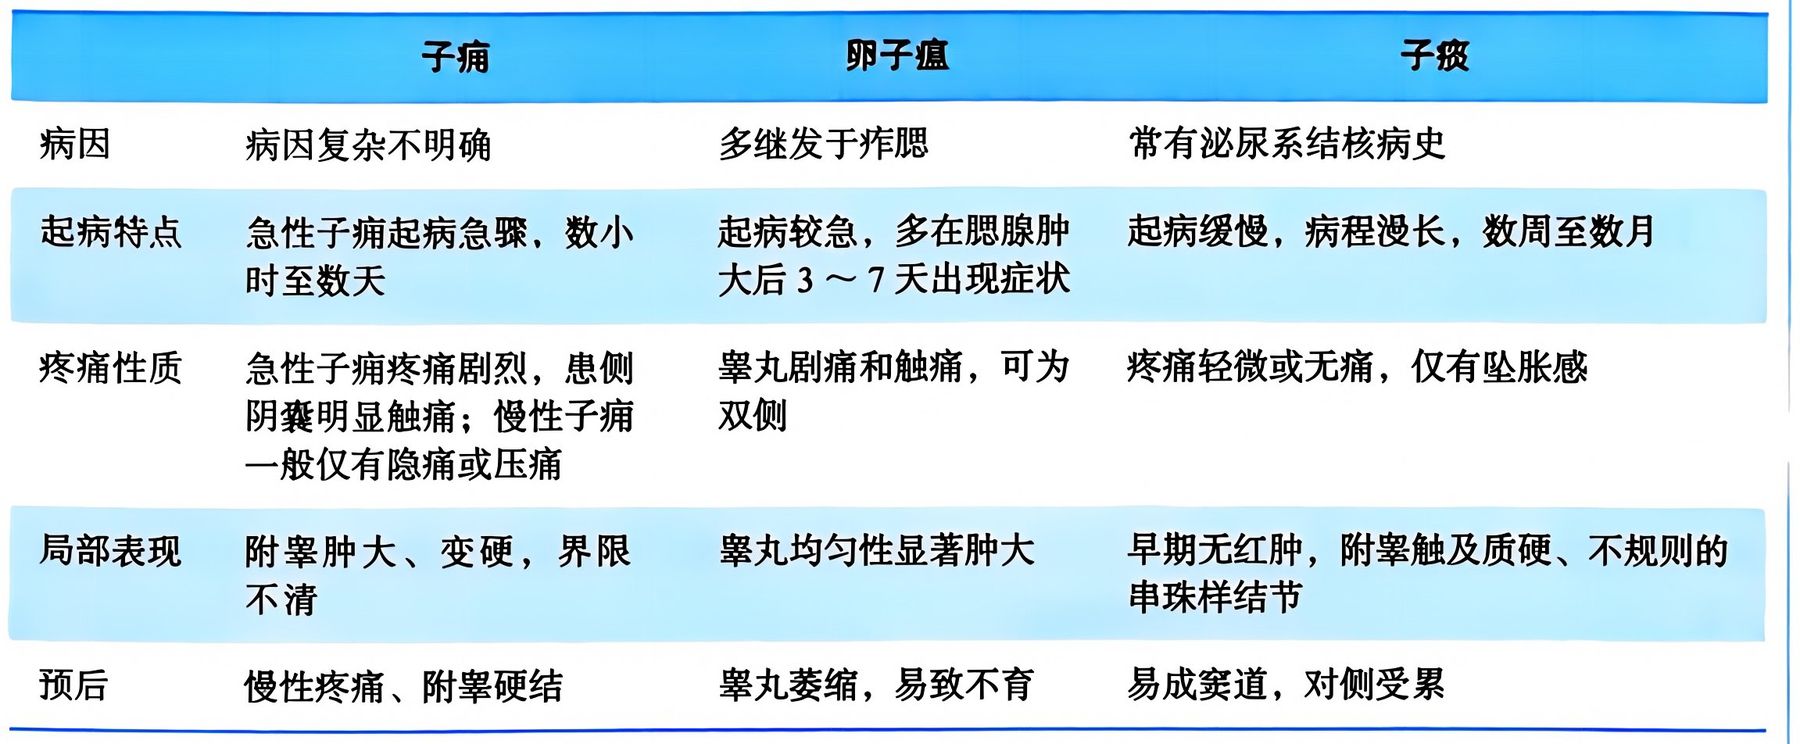 子痈 卵子瘟 子痰
病因 病因复杂不明确 多继发于痄腮 常有泌尿系结核病史
起病特点 急性子痈起病急骤，数小 起病较急，多在腮腺肿 起病缓慢，病程漫长，数周至数月
时至数天 大后 3 ～ 7 天出现症状
疼痛性质 急性子痈疼痛剧烈，患侧 睾丸剧痛和触痛，可为 疼痛轻微或无痛，仅有坠胀感
阴囊明显触痛；慢性子痈 双侧
一般仅有隐痛或压痛
局部表现 附睾肿大、变硬，界限 睾丸均匀性显著肿大 早期无红肿，附睾触及质硬、不规则的
不清 串珠样结节
预后 慢性疼痛、附睾硬结 睾丸萎缩，易致不育 易成窦道，对侧受累